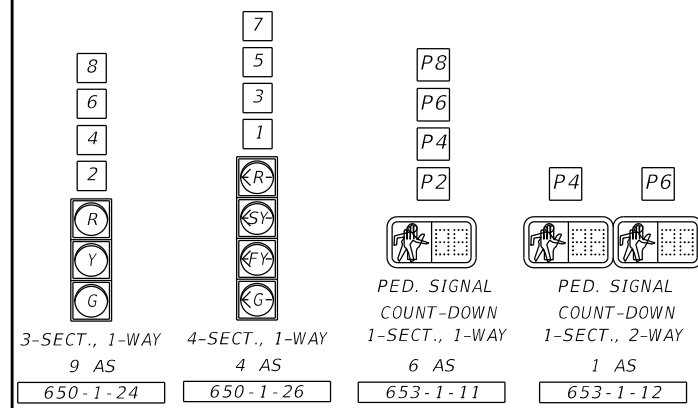 8
6
4
2
R
Y
G
3-SECT., 1-WAY
9 AS
650-1-24
7
5
3
1
R
SY
FY
G
4-SECT., 1-WAY
4 AS
650-1-26
P8
P6
P4
P2
PED. SIGNAL
COUNT-DOWN
1-SECT., 1-WAY
6 AS
653-1-11
P4 P6
PED. SIGNAL
COUNT-DOWN
1-SECT., 2-WAY
1 AS
653-1-12